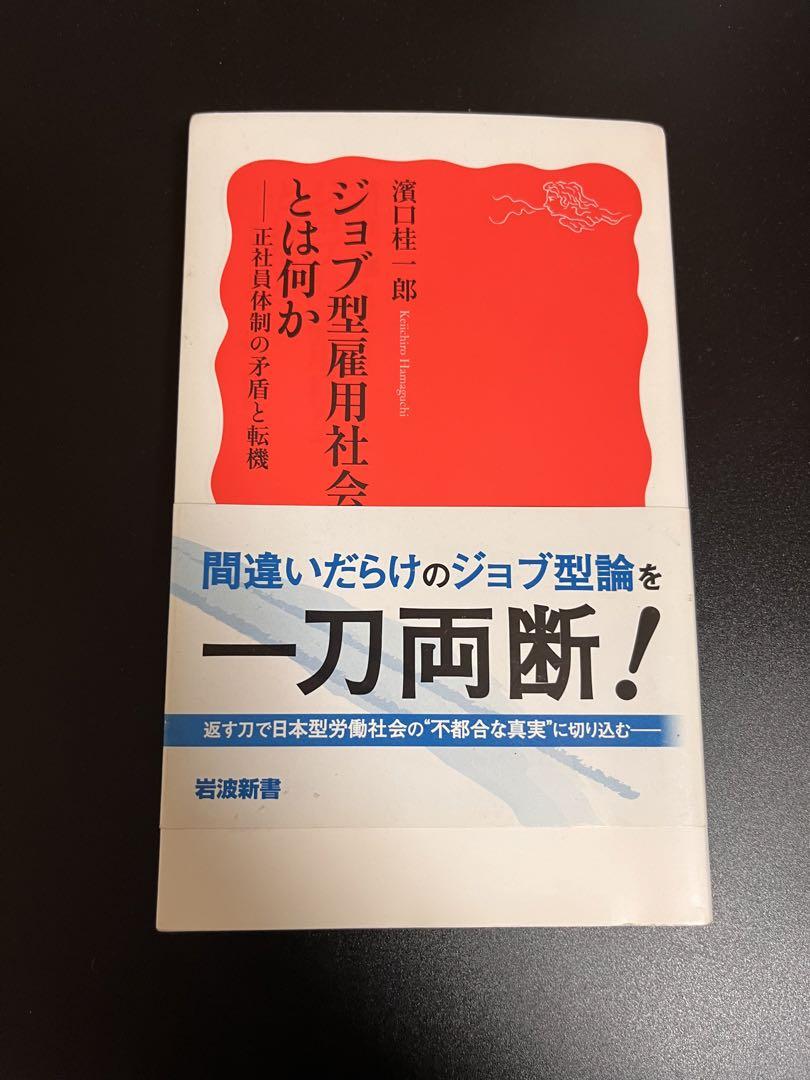 濱口桂一郎
Keiichiro Hamaguchi
ジョブ型雇用社会
とは何か
──正社員体制の矛盾と転機
間違いだらけのジョブ型論を
一刀両断!
返す刀で日本型労働社会の“不都合な真実”に切り込む──
岩波新書